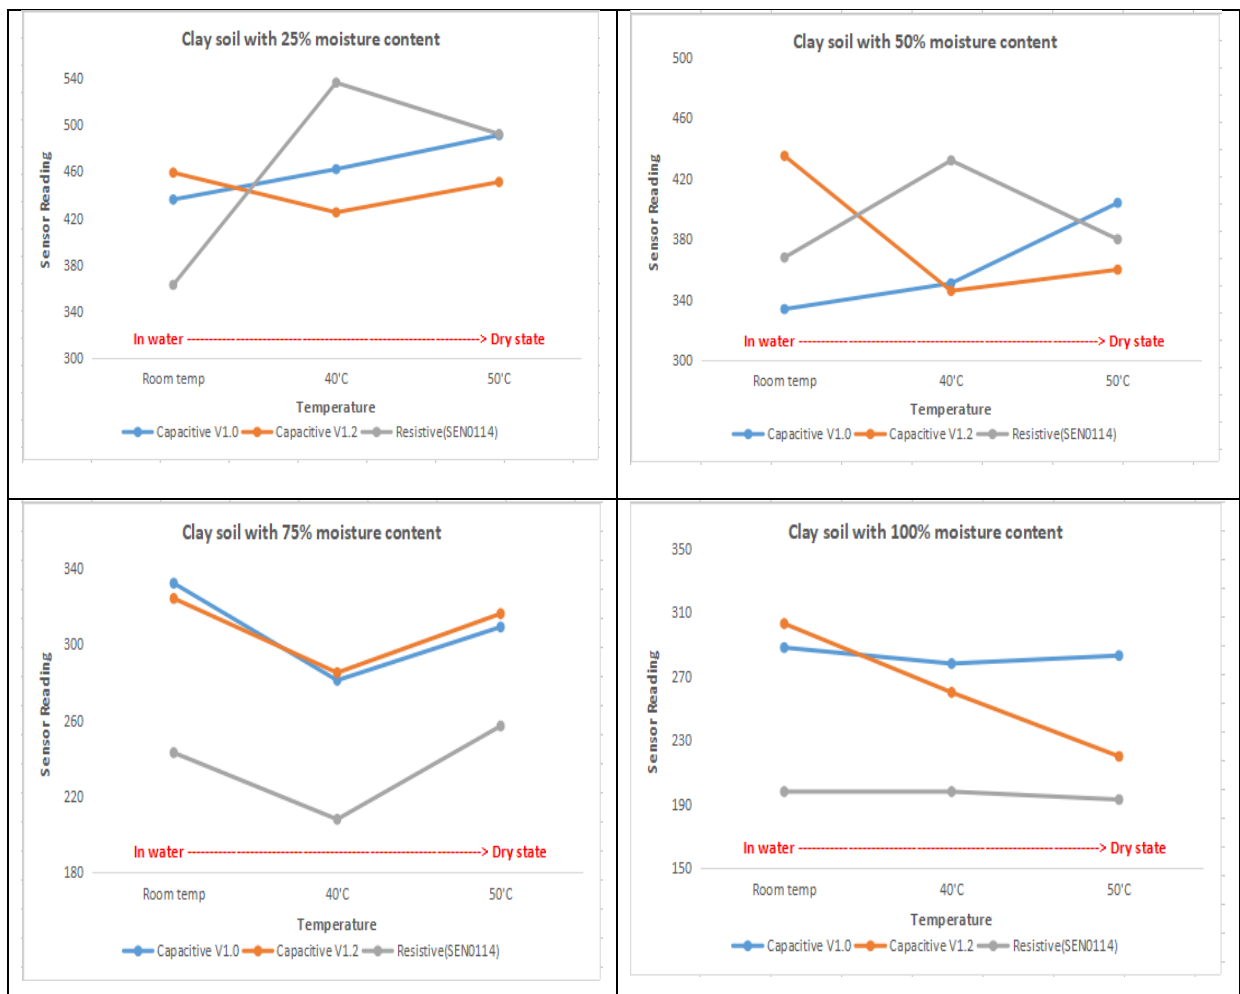 Clay soil with 25% moisture content
540
500
460
420
380
340
300
Sensor Reading
In water ----------------------------------------------------------------> Dry state
Room temp 40'C 50'C
Temperature
Capacitive V1.0 Capacitive V1.2 Resistive(SEN0114)
Clay soil with 50% moisture content
500
460
420
380
340
300
Sensor Reading
In water ----------------------------------------------------------------> Dry state
Room temp 40'C 50'C
Temperature
Capacitive V1.0 Capacitive V1.2 Resistive(SEN0114)
Clay soil with 75% moisture content
340
300
260
220
180
Sensor Reading
In water ----------------------------------------------------------------> Dry state
Room temp 40'C 50'C
Temperature
Capacitive V1.0 Capacitive V1.2 Resistive(SEN0114)
Clay soil with 100% moisture content
350
310
270
230
190
150
Sensor Reading
In water ----------------------------------------------------------------> Dry state
Room temp 40'C 50'C
Temperature
Capacitive V1.0 Capacitive V1.2 Resistive(SEN0114)